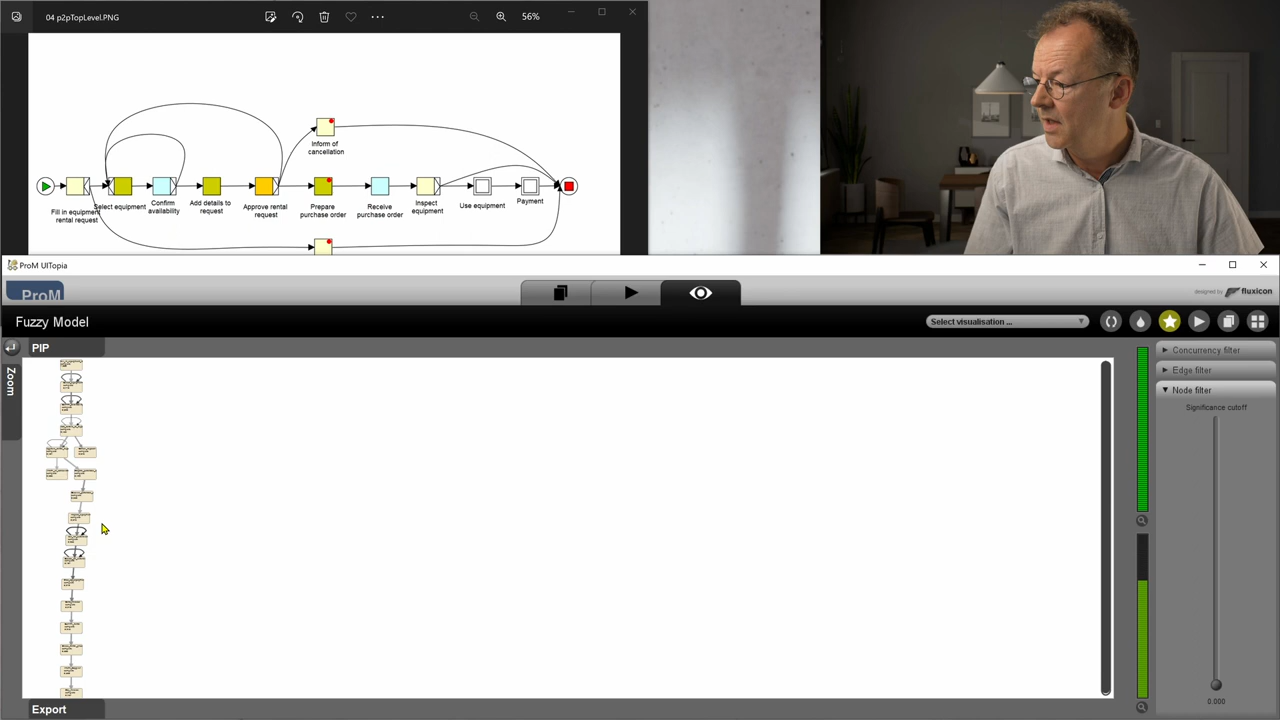 04 p2pTopLevel.PNG
56%
Inform of
cancellation
Fill in equipment
rental request
Select equipment
Confirm
availability
Add details to
request
Approve rental
request
Prepare
purchase order
Receive
purchase order
Inspect
equipment
Use equipment
Payment
ProM UITopia
ProM
designed by fluxicon
Fuzzy Model
Select visualisation ...
PIP
Zoom
Concurrency filter
Edge filter
Node filter
Significance cutoff
0.000
Export